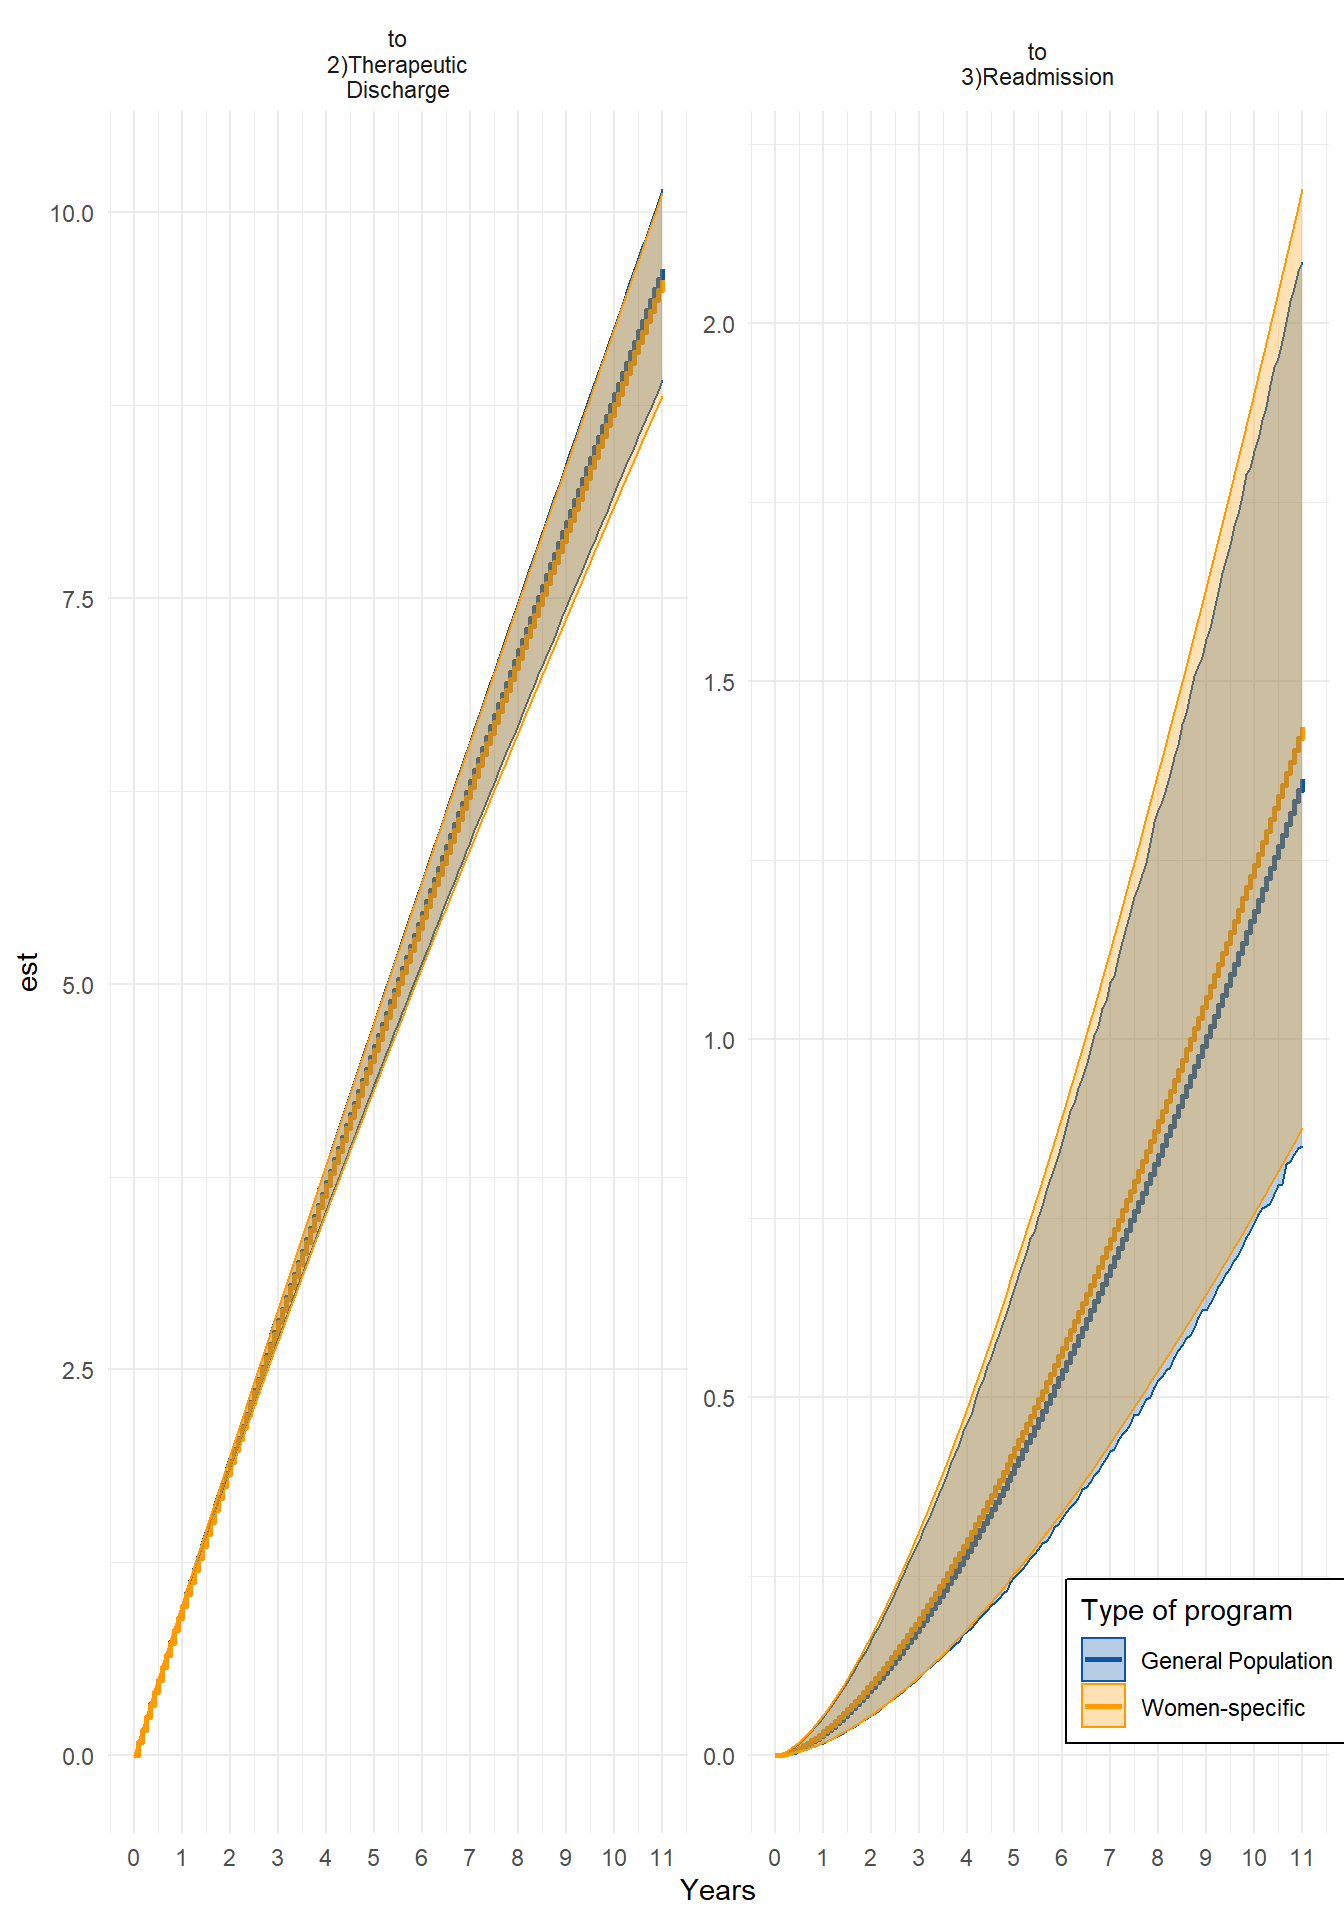 to
2)Therapeutic
Discharge
to
3)Readmission
10.0
7.5
5.0
2.5
0.0
est
2.0
1.5
1.0
0.5
0.0
0 1 2 3 4 5 6 7 8 9 10 11
0 1 2 3 4 5 6 7 8 9 10 11
Years
Type of program
General Population
Women-specific